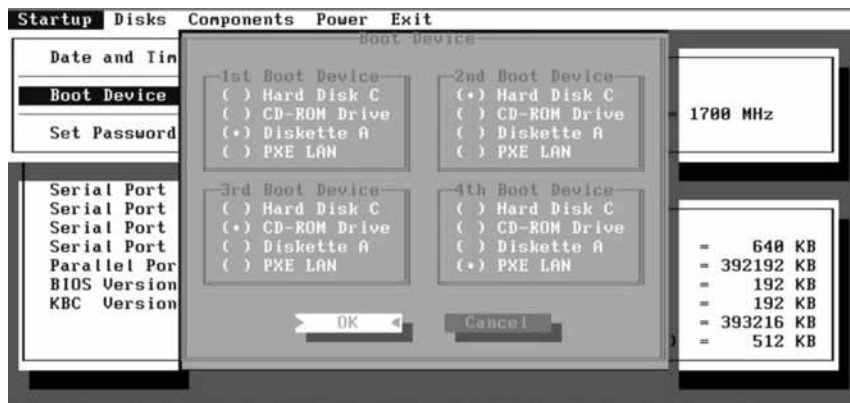 Startup Disks Components Power Exit
Boot Device
Date and Tim
Boot Device
Set Password
1st Boot Device
( ) Hard Disk C
( ) CD-ROM Drive
(•) Diskette A
( ) PXE LAN
2nd Boot Device
(•) Hard Disk C
( ) CD-ROM Drive
( ) Diskette A
( ) PXE LAN
= 1700 MHz
3rd Boot Device
( ) Hard Disk C
(•) CD-ROM Drive
( ) Diskette A
( ) PXE LAN
4th Boot Device
( ) Hard Disk C
( ) CD-ROM Drive
( ) Diskette A
(•) PXE LAN
Serial Port
Serial Port
Serial Port
Serial Port
Parallel Por
BIOS Version
KBC Version
= 640 KB
= 392192 KB
= 192 KB
= 192 KB
= 393216 KB
) = 512 KB
OK
Cancel